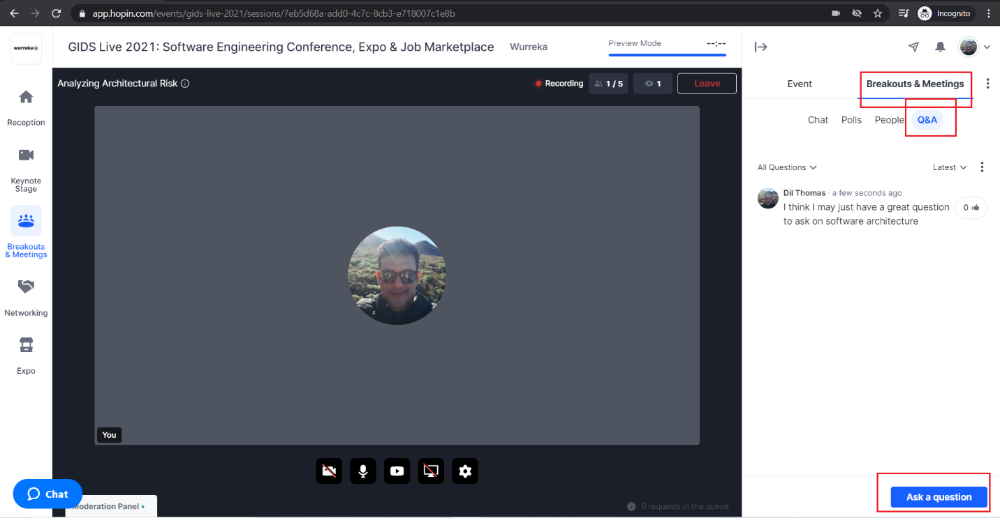 app.hopin.com/events/gids-live-2021/sessions/7eb5d68a-add0-4c7c-8cb3-e718007c1e8b
Incognito
wurreka
GIDS Live 2021: Software Engineering Conference, Expo & Job Marketplace
Wurreka
Preview Mode
--:--
Reception
Keynote
Stage
Breakouts
& Meetings
Networking
Expo
Analyzing Architectural Risk
Recording
1 / 5
1
Leave
You
Chat
Moderation Panel
0 requests in the queue
Event
Breakouts & Meetings
Chat
Polls
People
Q&A
All Questions
Latest
Dil Thomas · a few seconds ago
I think I may just have a great question
to ask on software architecture
0
Ask a question